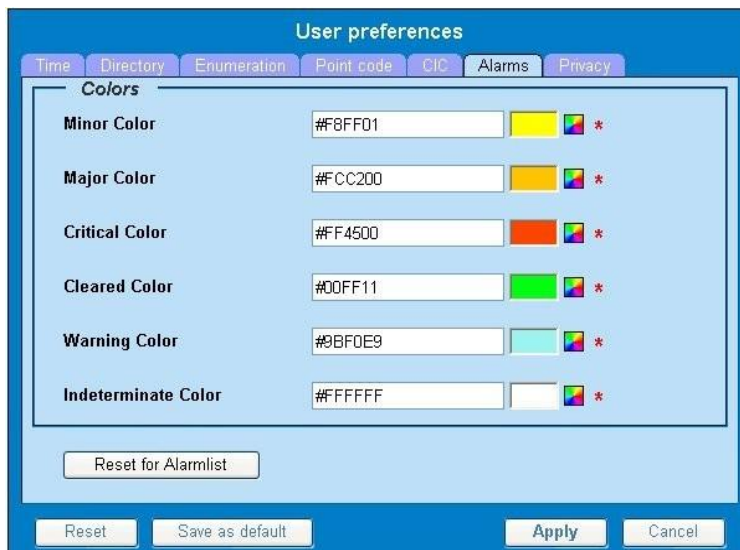 User preferences
Time Directory Enumeration Point code CIC Alarms Privacy
Colors
Minor Color #F8FF01 *
Major Color #FCC200 *
Critical Color #FF4500 *
Cleared Color #00FF11 *
Warning Color #9BF0E9 *
Indeterminate Color #FFFFFF *
Reset for Alarmlist
Reset Save as default Apply Cancel